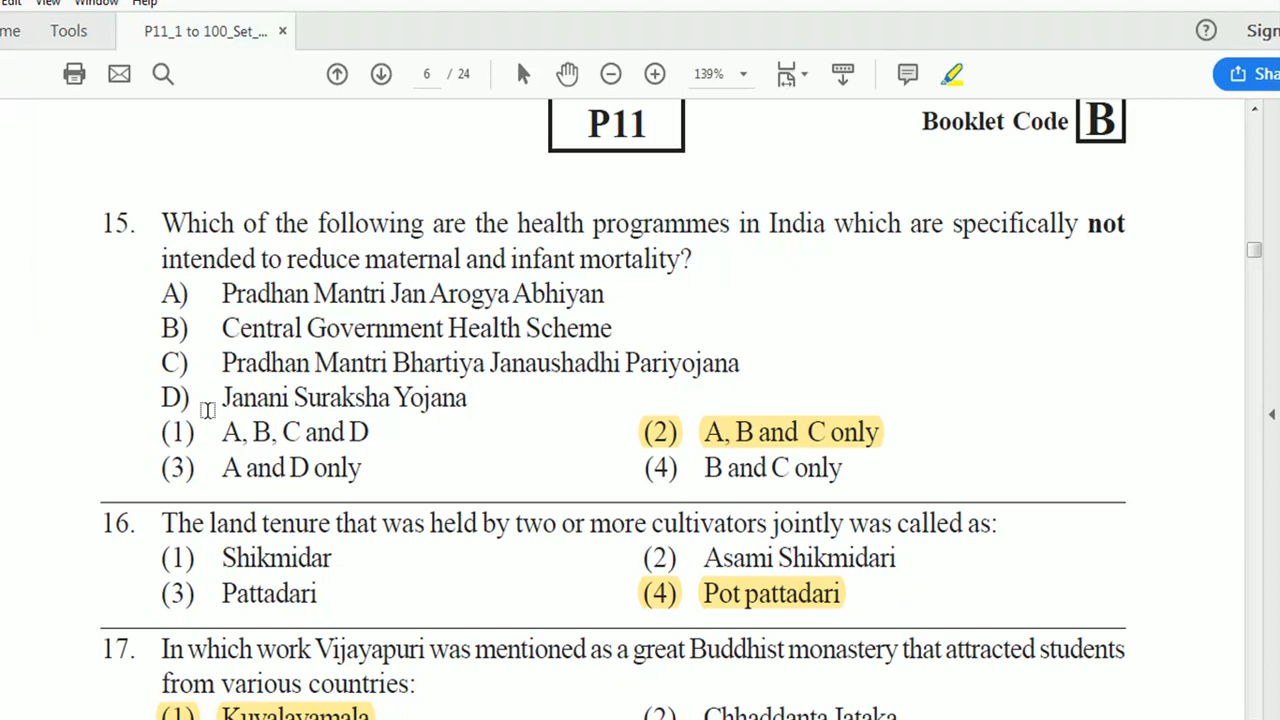 Edit View Window Help
me Tools P11_1 to 100_Set_... × Sign
6 / 24 139% Sha
P11 Booklet Code B
15. Which of the following are the health programmes in India which are specifically not
intended to reduce maternal and infant mortality?
A) Pradhan Mantri Jan Arogya Abhiyan
B) Central Government Health Scheme
C) Pradhan Mantri Bhartiya Janaushadhi Pariyojana
D) Janani Suraksha Yojana
(1) A, B, C and D (2) A, B and C only
(3) A and D only (4) B and C only
16. The land tenure that was held by two or more cultivators jointly was called as:
(1) Shikmidar (2) Asami Shikmidari
(3) Pattadari (4) Pot pattadari
17. In which work Vijayapuri was mentioned as a great Buddhist monastery that attracted students
from various countries:
(1) Kuvalayamala (2) Chhaddanta Jataka